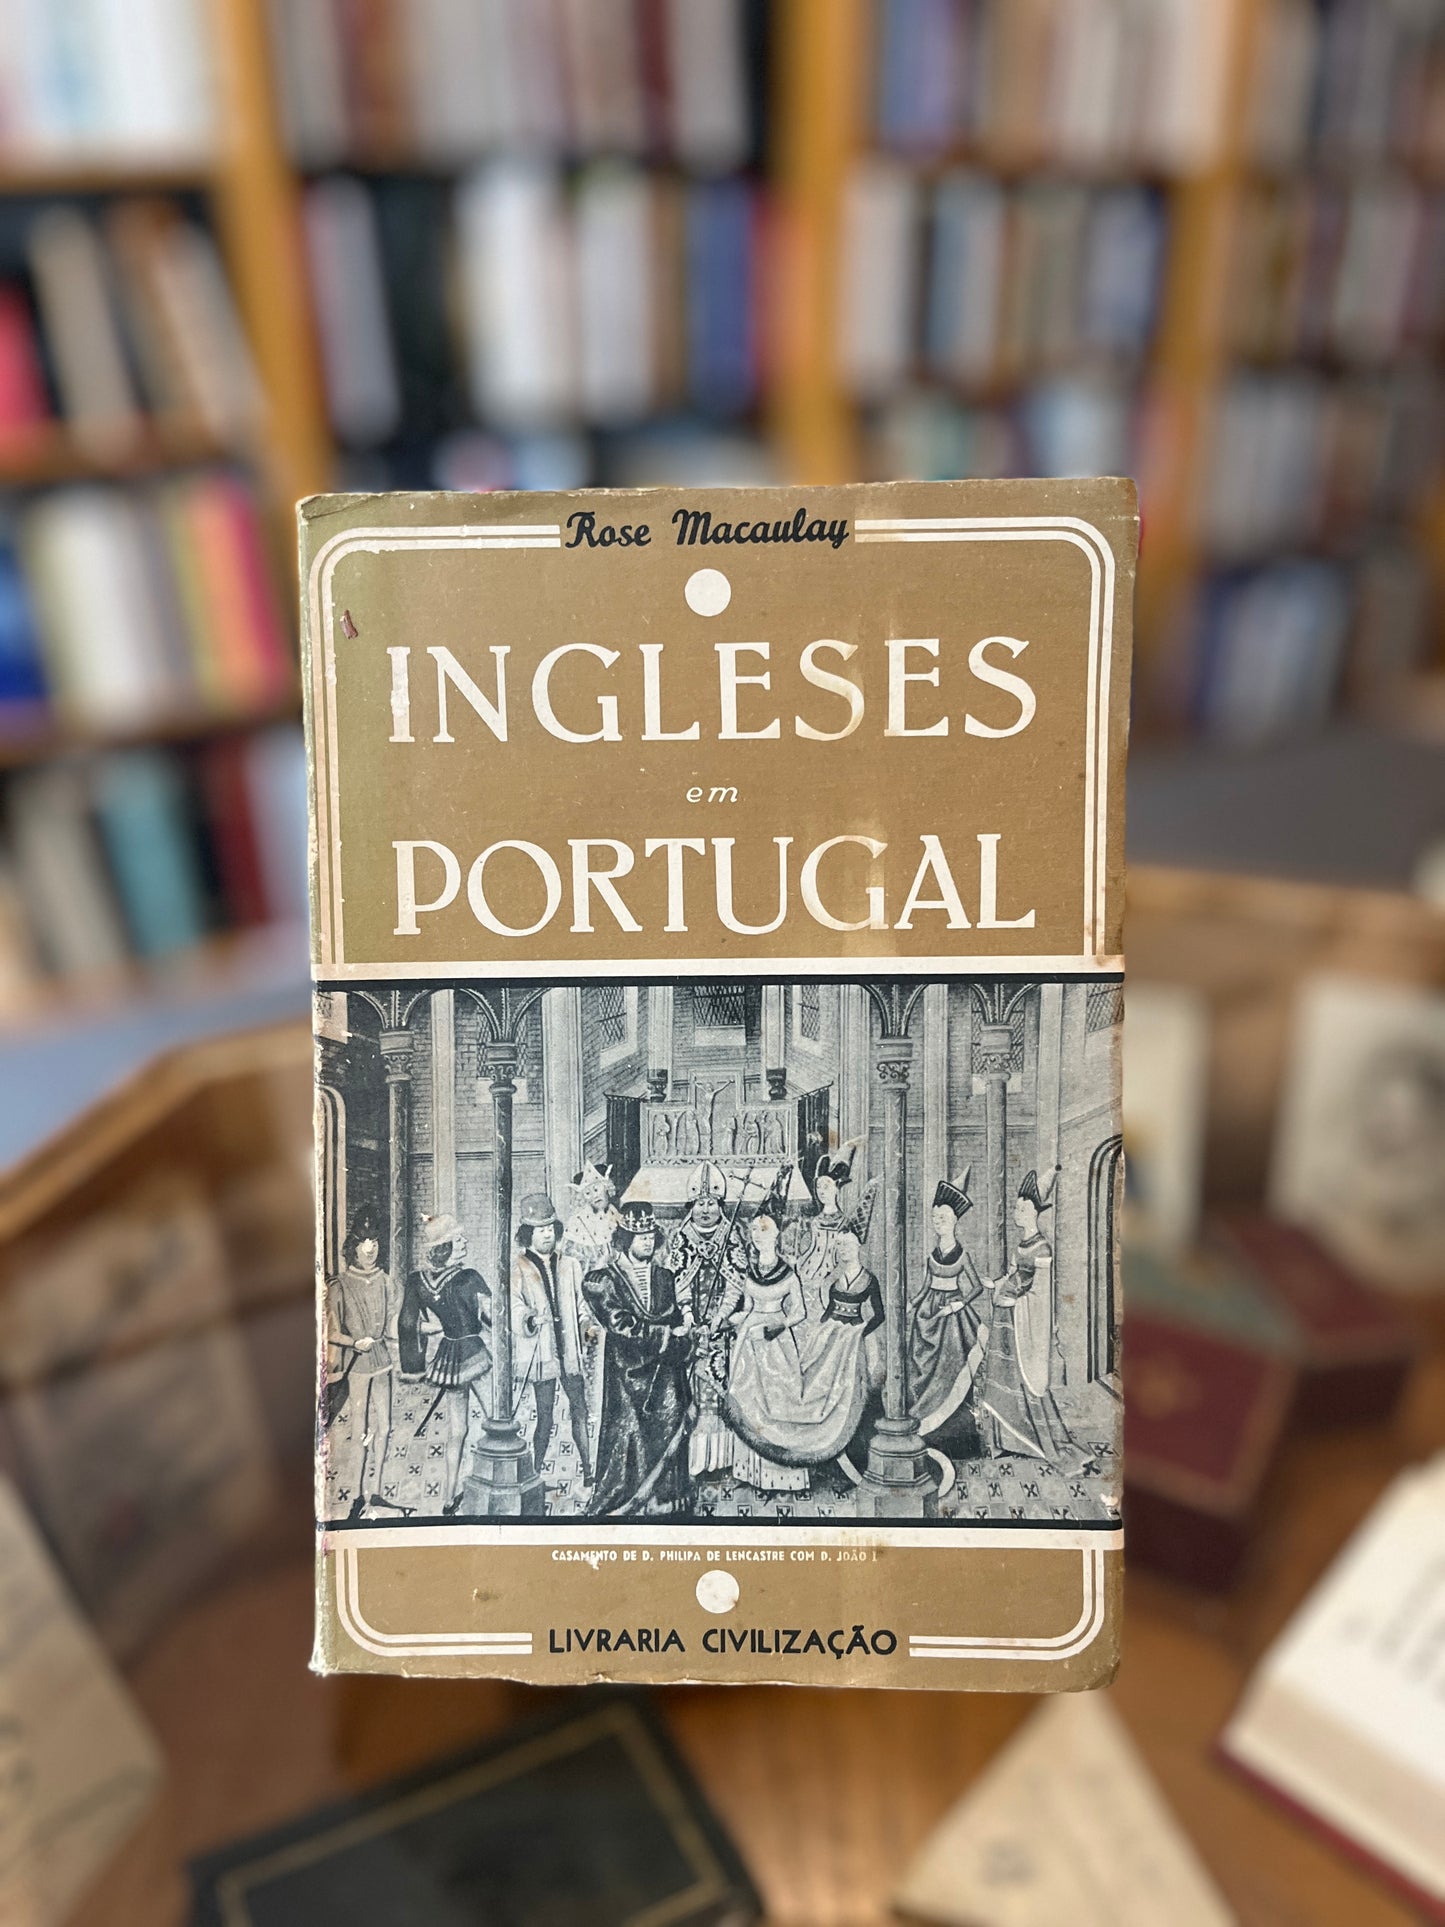 Rose Macaulay
INGLESES
em
PORTUGAL
CASAMENTO DE D. PHILIPA DE LENCASTRE COM D. JOÃO I
LIVRARIA CIVILIZAÇÃO